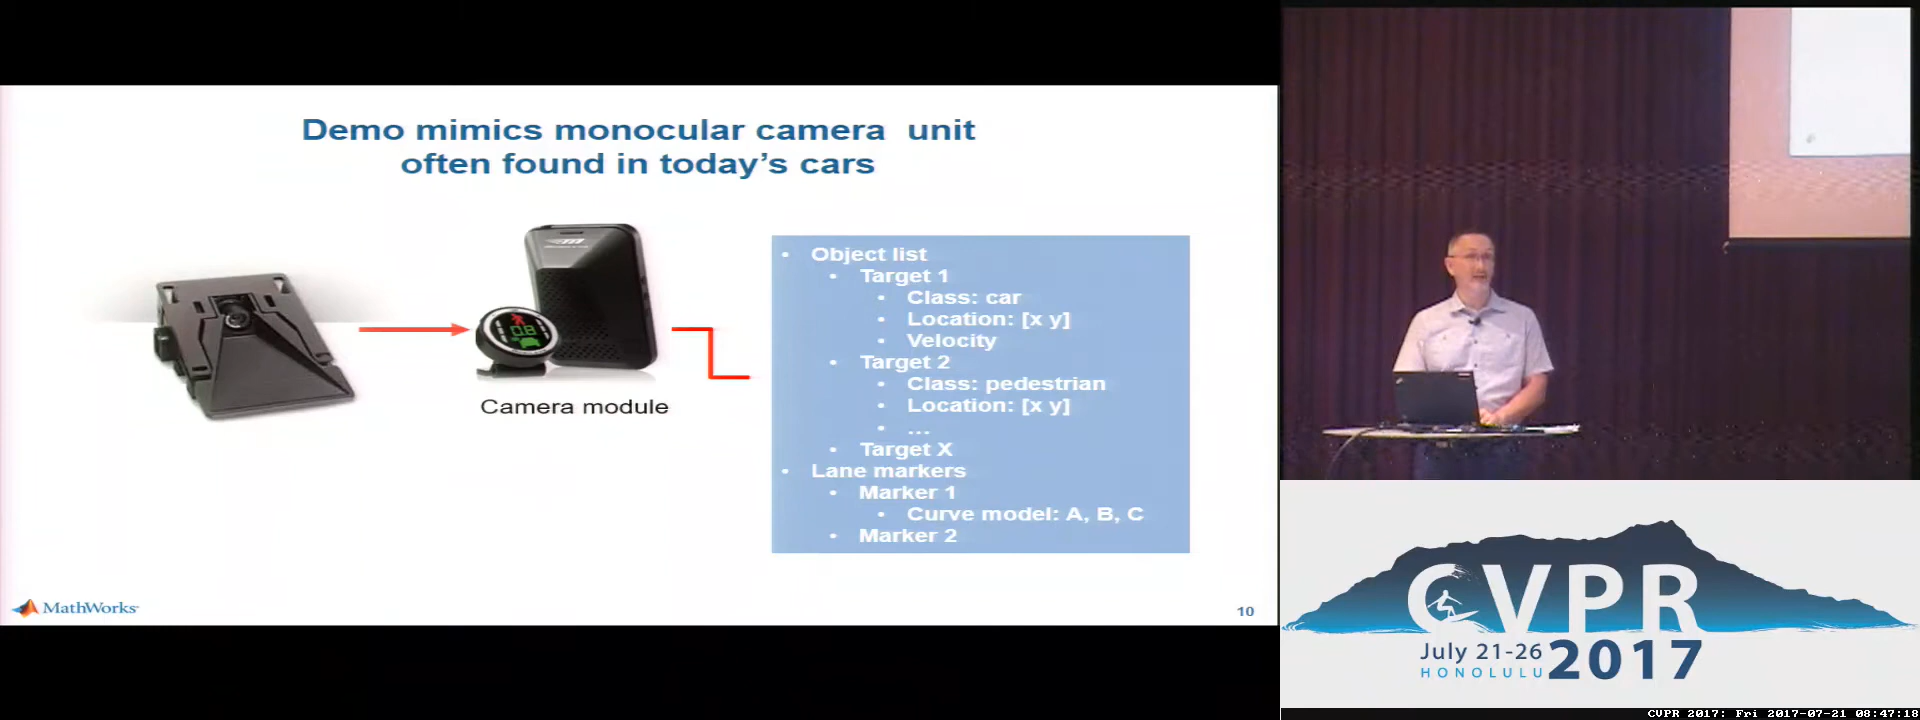 Demo mimics monocular camera unit
often found in today's cars
0.8
Camera module
• Object list
• Target 1
• Class: car
• Location: [x y]
• Velocity
• Target 2
• Class: pedestrian
• Location: [x y]
• ...
• Target X
• Lane markers
• Marker 1
• Curve model: A, B, C
• Marker 2
MathWorks
10
CVPR
July 21-26
HONOLULU
2017
CVPR 2017: Fri 2017-07-21 08:47:18